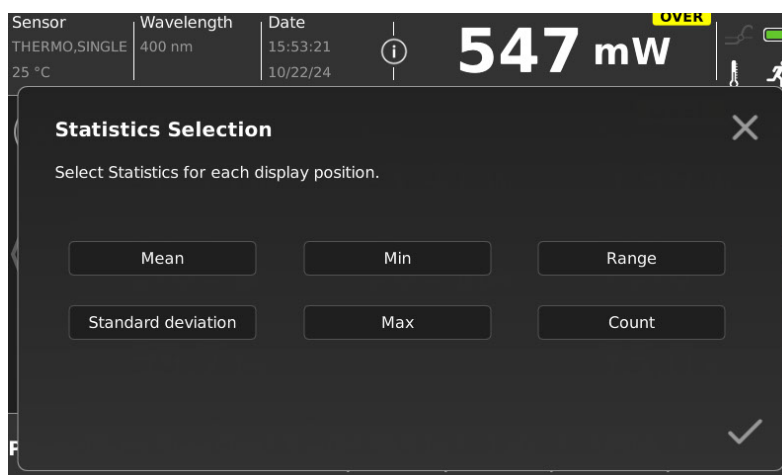 Sensor
THERMO,SINGLE
25 °C
Wavelength
400 nm
Date
15:53:21
10/22/24
i
OVER
547 mW
Statistics Selection
Select Statistics for each display position.
Mean Min Range
Standard deviation Max Count